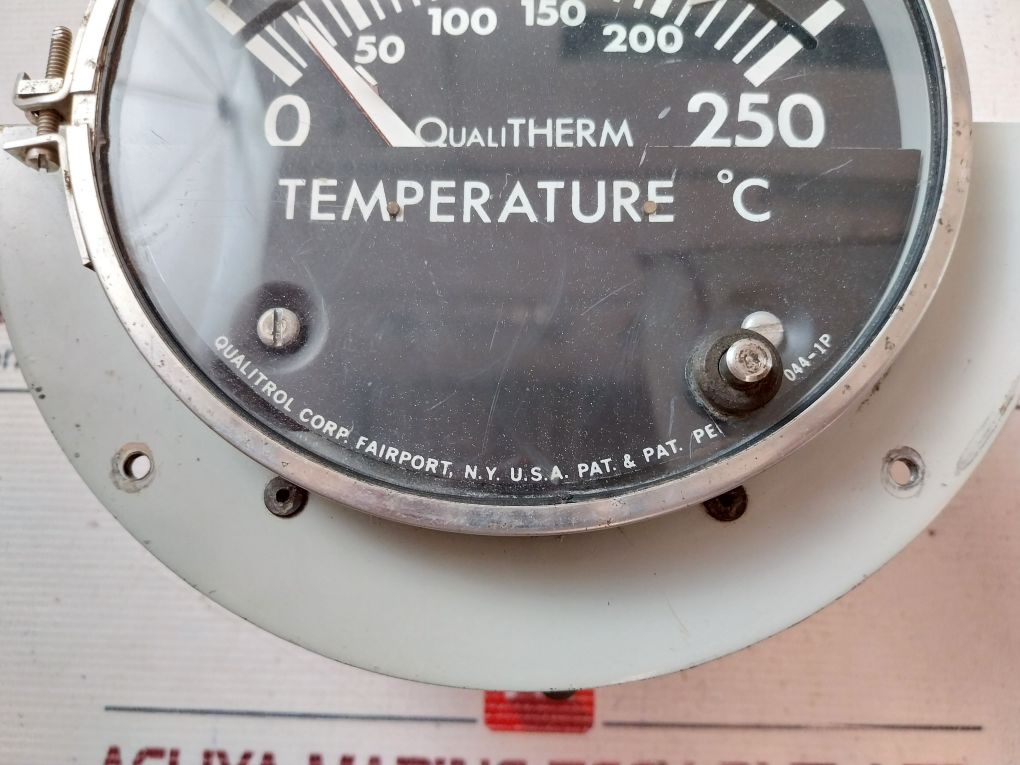 50 100 150 200
0 QUALITHERM 250
TEMPERATURE °C
QUALITROL CORP. FAIRPORT, N.Y. U.S.A. PAT. & PAT. PE
044-1P